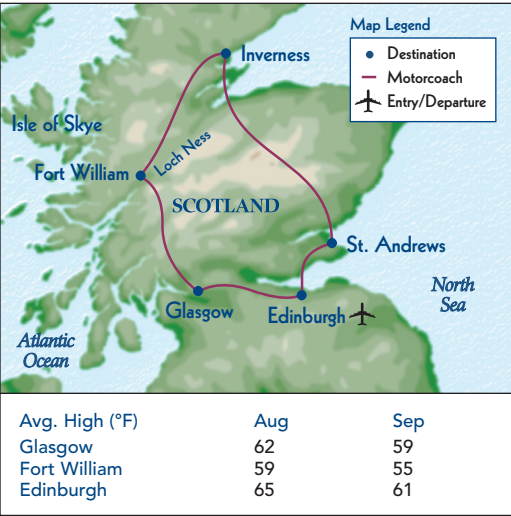 Map Legend
Destination
Motorcoach
Entry/Departure
Inverness
Isle of Skye
Loch Ness
Fort William
SCOTLAND
St. Andrews
North
Sea
Glasgow
Edinburgh
Atlantic
Ocean
Avg. High (°F) Aug Sep
Glasgow 62 59
Fort William 59 55
Edinburgh 65 61